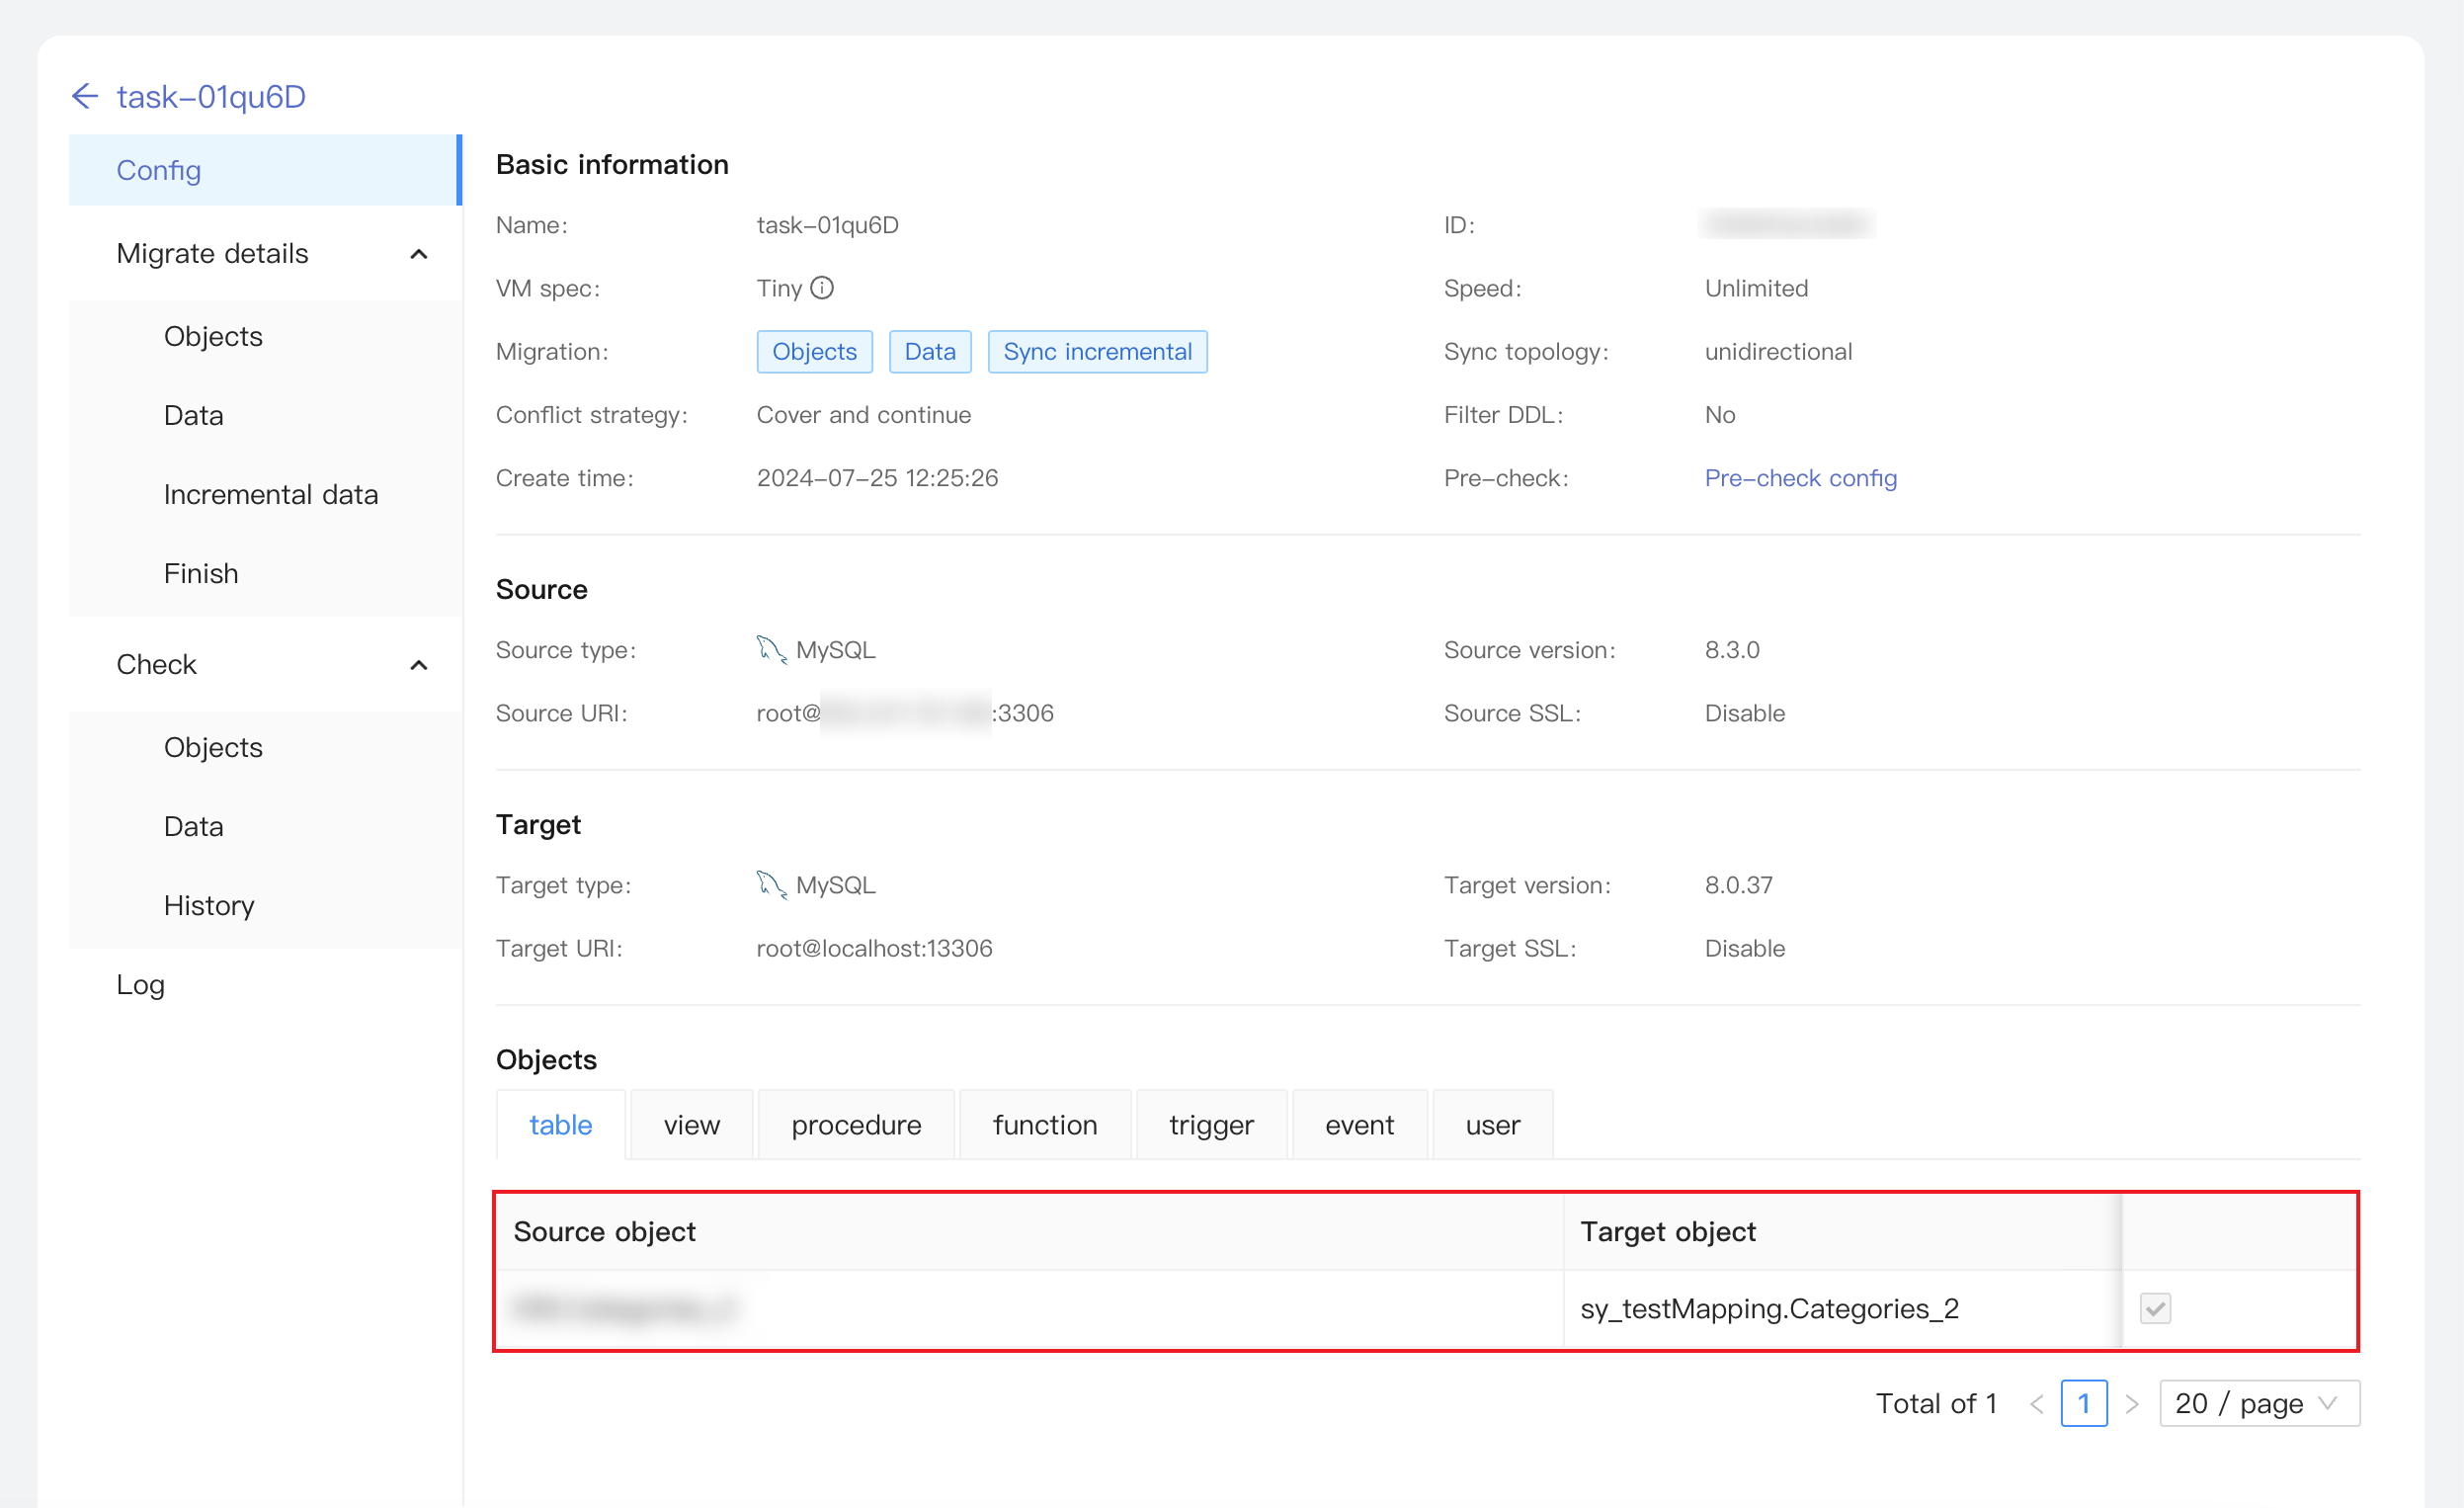 task-01qu6D
Config
Migrate details
Objects
Data
Incremental data
Finish
Check
Objects
Data
History
Log
Basic information
Name: task-01qu6D ID:
VM spec: Tiny Speed: Unlimited
Migration: Objects Data Sync incremental Sync topology: unidirectional
Conflict strategy: Cover and continue Filter DDL: No
Create time: 2024-07-25 12:25:26 Pre-check: Pre-check config
Source
Source type: MySQL Source version: 8.3.0
Source URI: root@ :3306 Source SSL: Disable
Target
Target type: MySQL Target version: 8.0.37
Target URI: root@localhost:13306 Target SSL: Disable
Objects
table view procedure function trigger event user
Source object Target object
sy_testMapping.Categories_2
Total of 1 < 1 > 20 / page